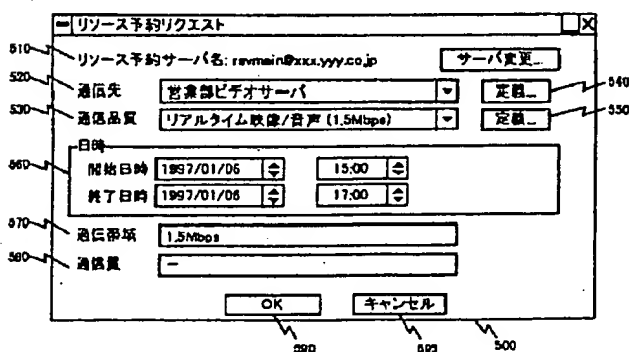 リソース予約リクエスト
510 リソース予約サーバ名: rsvmain@xxx.yyy.co.jp サーバ変更...
520 通信先 営業部ビデオサーバ 定義... 540
530 通信品質 リアルタイム映像/音声 (1.5Mbps) 定義... 550
日時
560 開始日時 1997/01/06 15:00
終了日時 1997/01/06 17:00
570 通信帯域 1.5Mbps
580 通信量 －
OK キャンセル
590 595 500